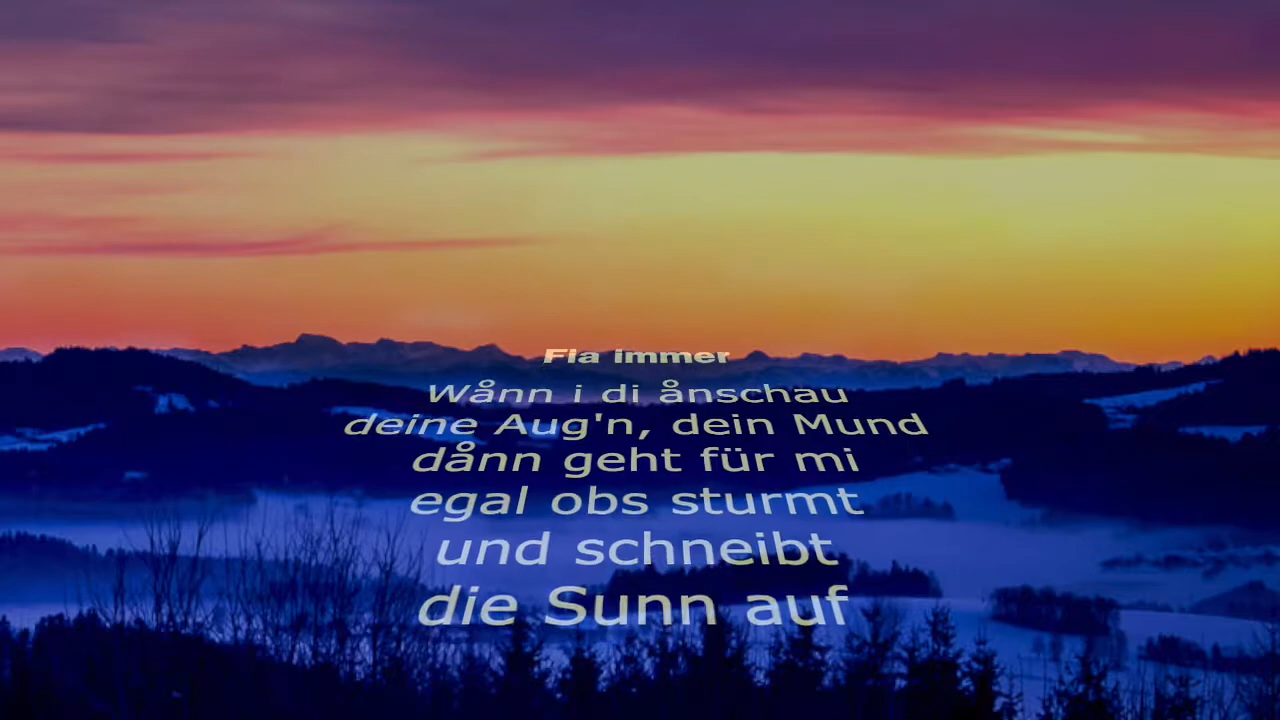 Fia immer
Wånn i di ånschau
deine Aug'n, dein Mund
dånn geht für mi
egal obs sturmt
und schneibt
die Sunn auf